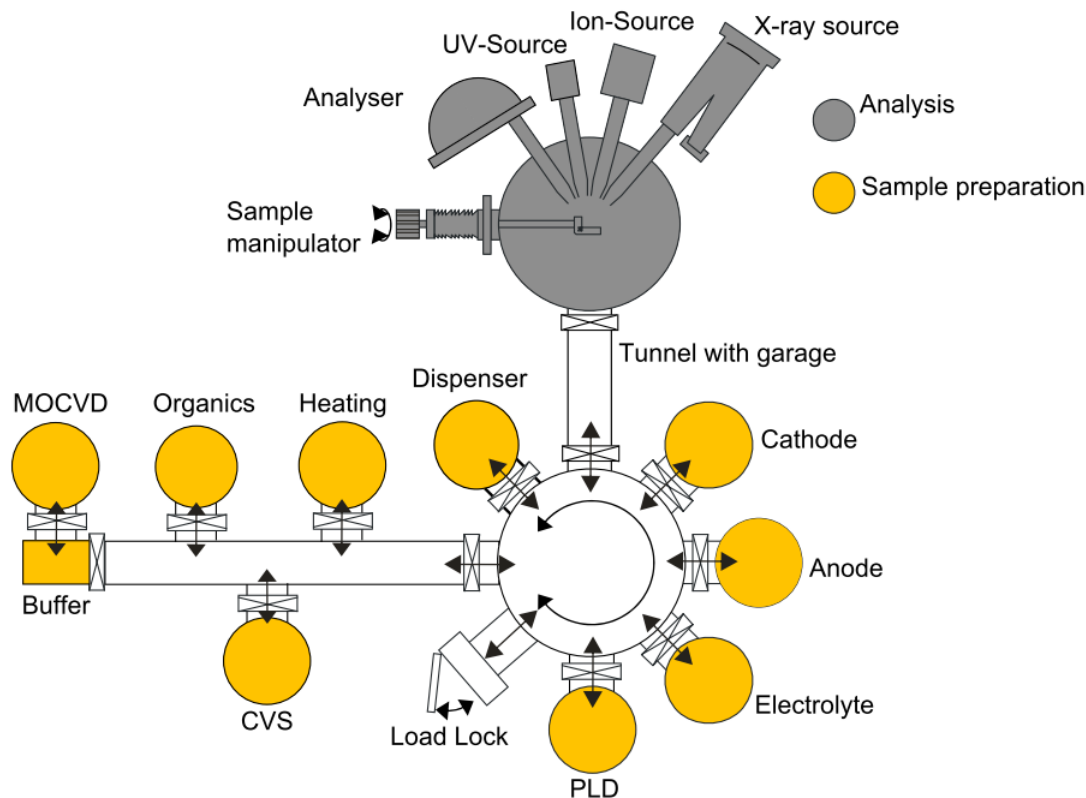 Ion-Source
X-ray source
UV-Source
Analyser
Analysis
Sample preparation
Sample
manipulator
Tunnel with garage
Dispenser
MOCVD
Organics
Heating
Cathode
Anode
Buffer
Electrolyte
CVS
Load Lock
PLD